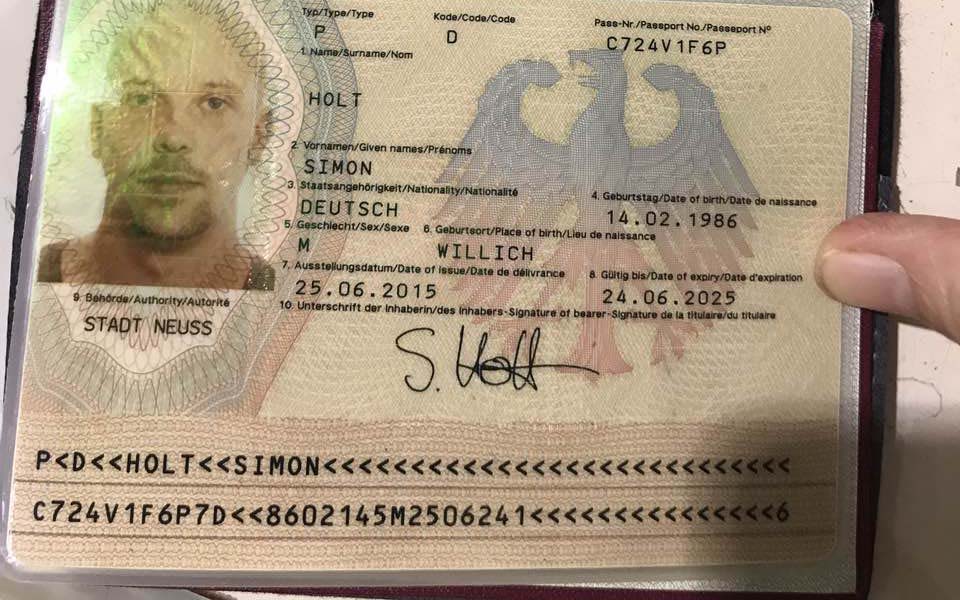 Typ/Type/Type Kode/Code/Code Pass-Nr./Passport No./Passeport Nº
P D C724V1F6P
1. Name/Surname/Nom
HOLT
2. Vornamen/Given names/Prénoms
SIMON
3. Staatsangehörigkeit/Nationality/Nationalité 4. Geburtstag/Date of birth/Date de naissance
DEUTSCH 14.02.1986
5. Geschlecht/Sex/Sexe 6. Geburtsort/Place of birth/Lieu de naissance
M WILLICH
7. Ausstellungsdatum/Date of issue/Date de délivrance 8. Gültig bis/Date of expiry/Date d'expiration
25.06.2015 24.06.2025
9. Behörde/Authority/Autorité 10. Unterschrift der Inhaberin/des Inhabers-Signature of bearer-Signature de la titulaire/du titulaire
STADT NEUSS
S. Holt
P<D<<HOLT<<SIMON<<<<<<<<<<<<<<<<<<<<<<<<<<<<
C724V1F6P7D<<8602145M2506241<<<<<<<<<<<<<<<6